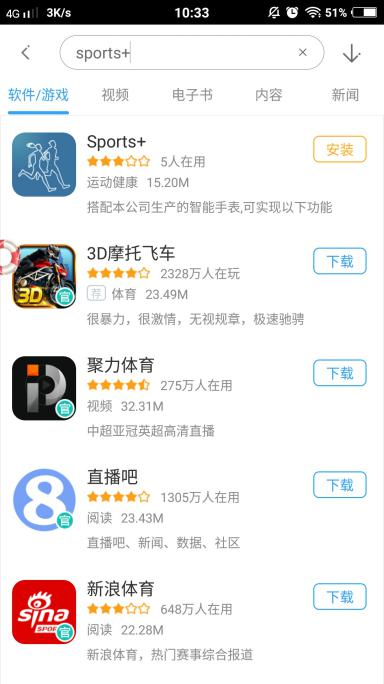 4G 3K/s 10:33 51%
sports+ ×
软件/游戏 视频 电子书 内容 新闻
Sports+
5人在用
安装
运动健康 15.20M
搭配本公司生产的智能手表,可实现以下功能
3D摩托飞车
2328万人在玩
下载
荐 体育 23.49M
很暴力，很激情，无视规章，极速驰骋
3D
官
聚力体育
275万人在用
下载
视频 32.31M
中超亚冠英超高清直播
官
直播吧
1305万人在用
下载
阅读 23.43M
直播吧、新闻、数据、社区
8
官
新浪体育
648万人在用
下载
阅读 22.28M
新浪体育，热门赛事综合报道
sina
SPORTS
官